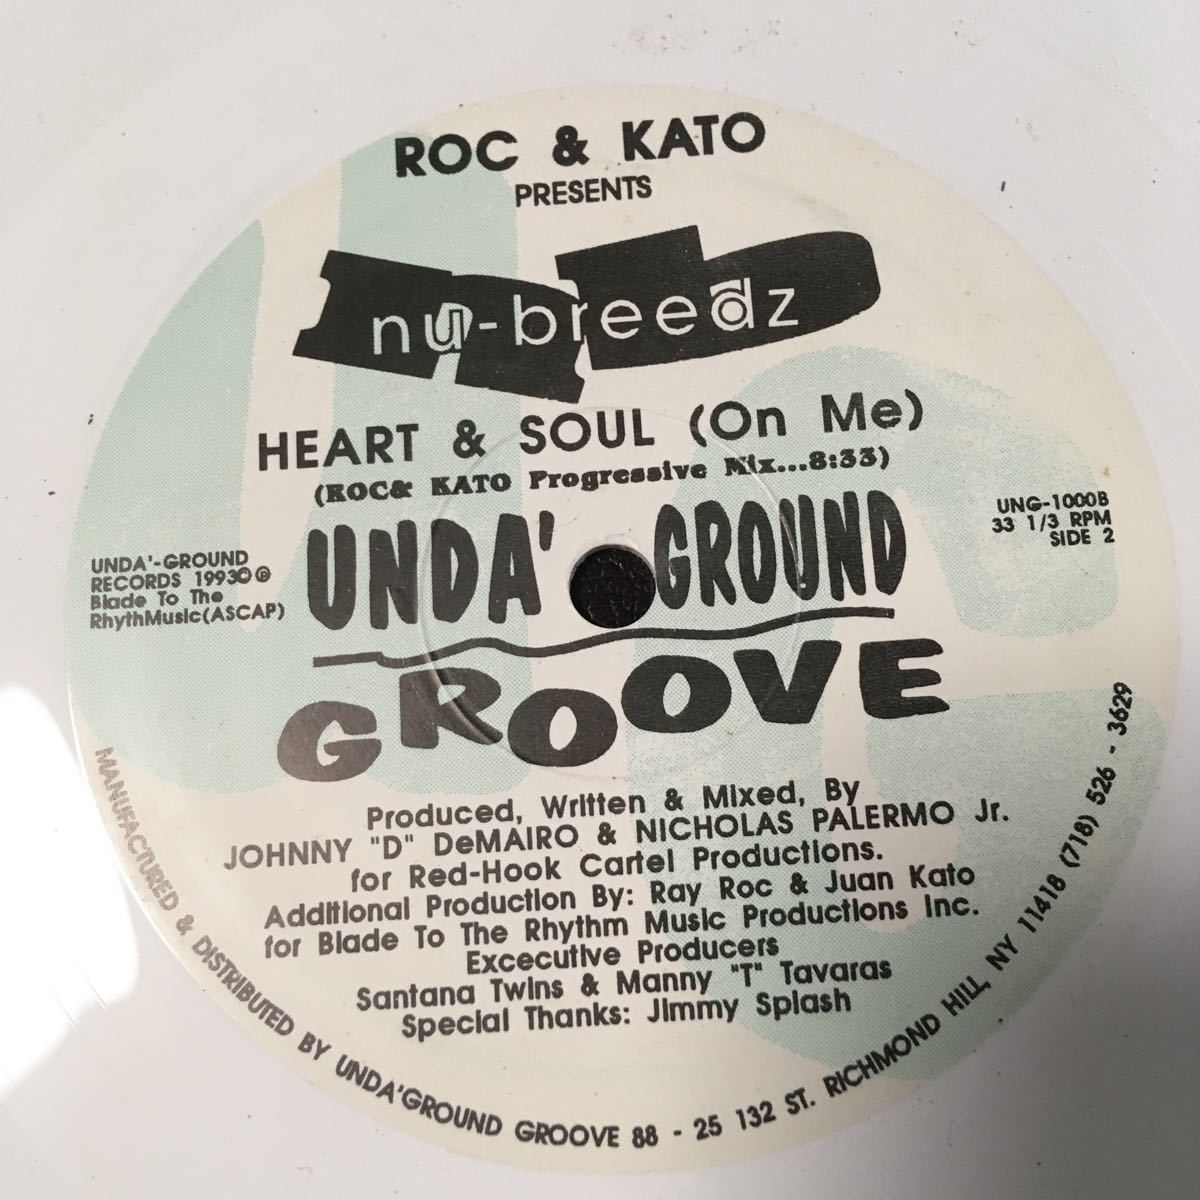 ROC & KATO
PRESENTS
nu-breedz
HEART & SOUL (On Me)
(ROC& KATO Progressive Mix...8:33)
UNDA' GROUND
GROOVE
UNDA'-GROUND
RECORDS 1993© ℗
Blade To The
RhythMusic(ASCAP)
UNG-1000B
33 1/3 RPM
SIDE 2
Produced, Written & Mixed, By
JOHNNY "D" DeMAIRO & NICHOLAS PALERMO Jr.
for Red-Hook Cartel Productions.
Additional Production By: Ray Roc & Juan Kato
for Blade To The Rhythm Music Productions Inc.
Excecutive Producers
Santana Twins & Manny "T" Tavaras
Special Thanks: Jimmy Splash
MANUFACTURED & DISTRIBUTED BY UNDA'GROUND GROOVE 88 - 25 132 ST. RICHMOND HILL, NY 11418 (718) 526 - 3629